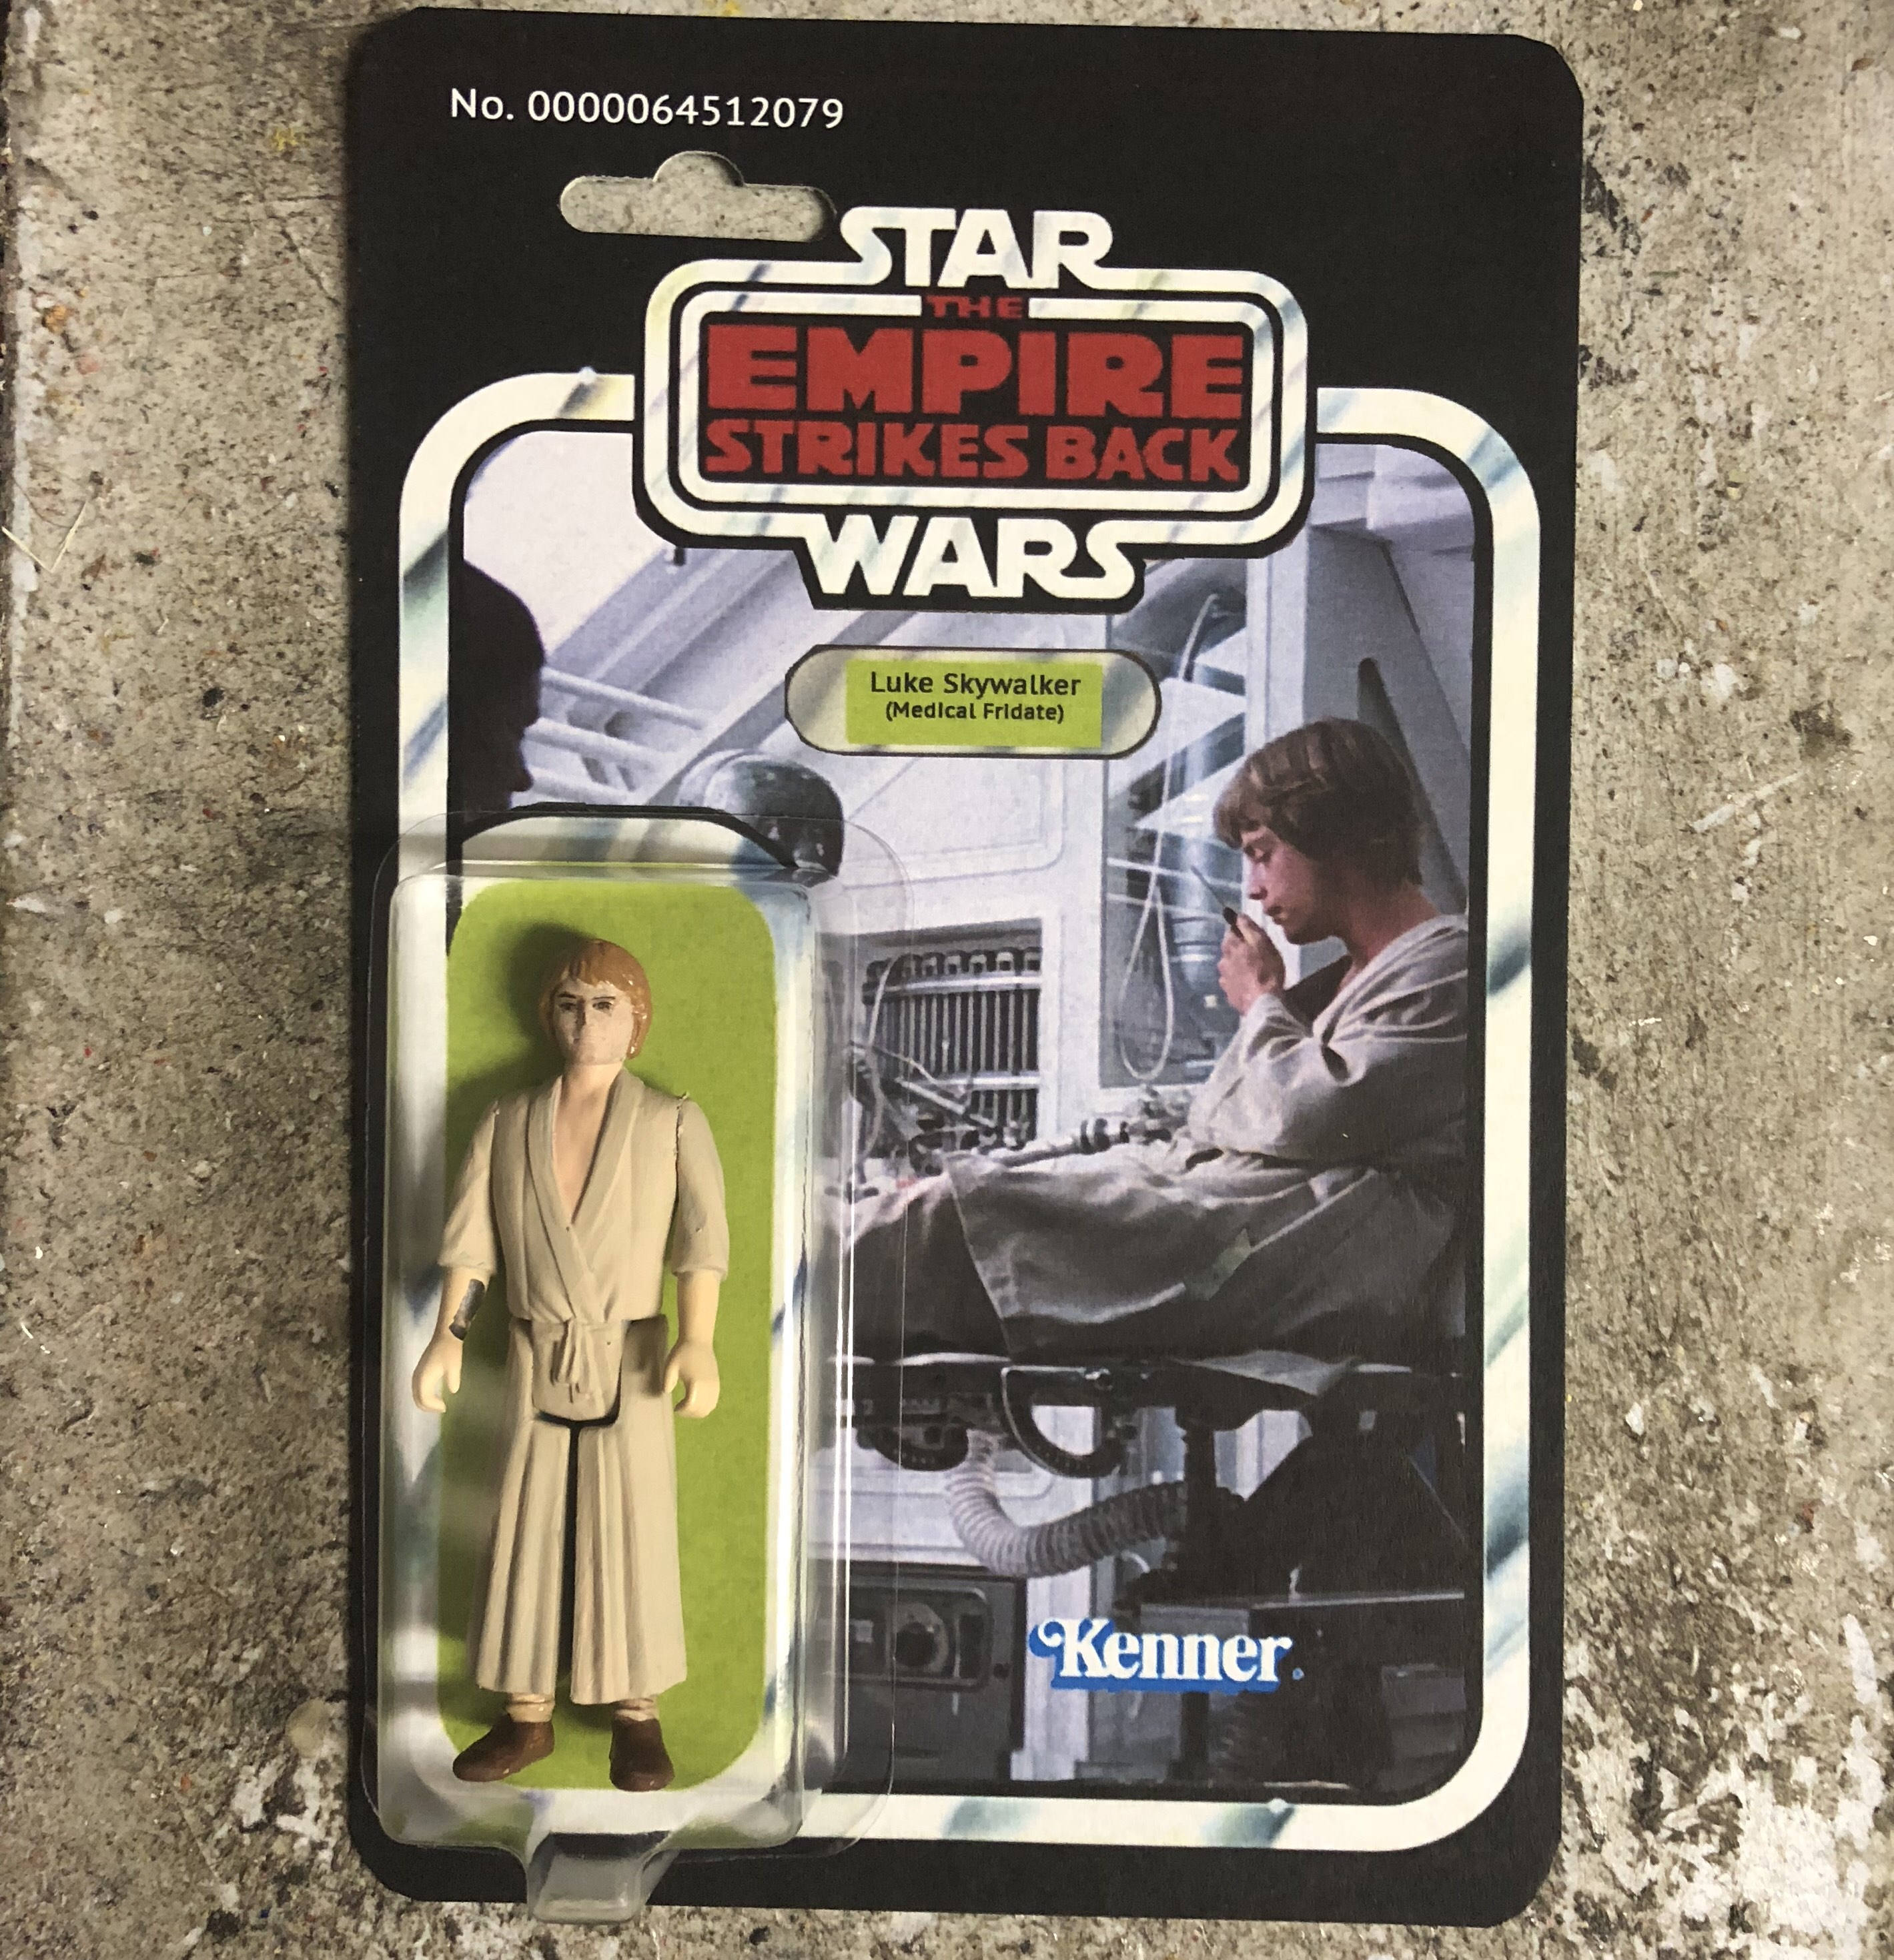 No. 0000064512079
STAR
THE
EMPIRE
STRIKES BACK
WARS
Luke Skywalker
(Medical Fridate)
Kenner